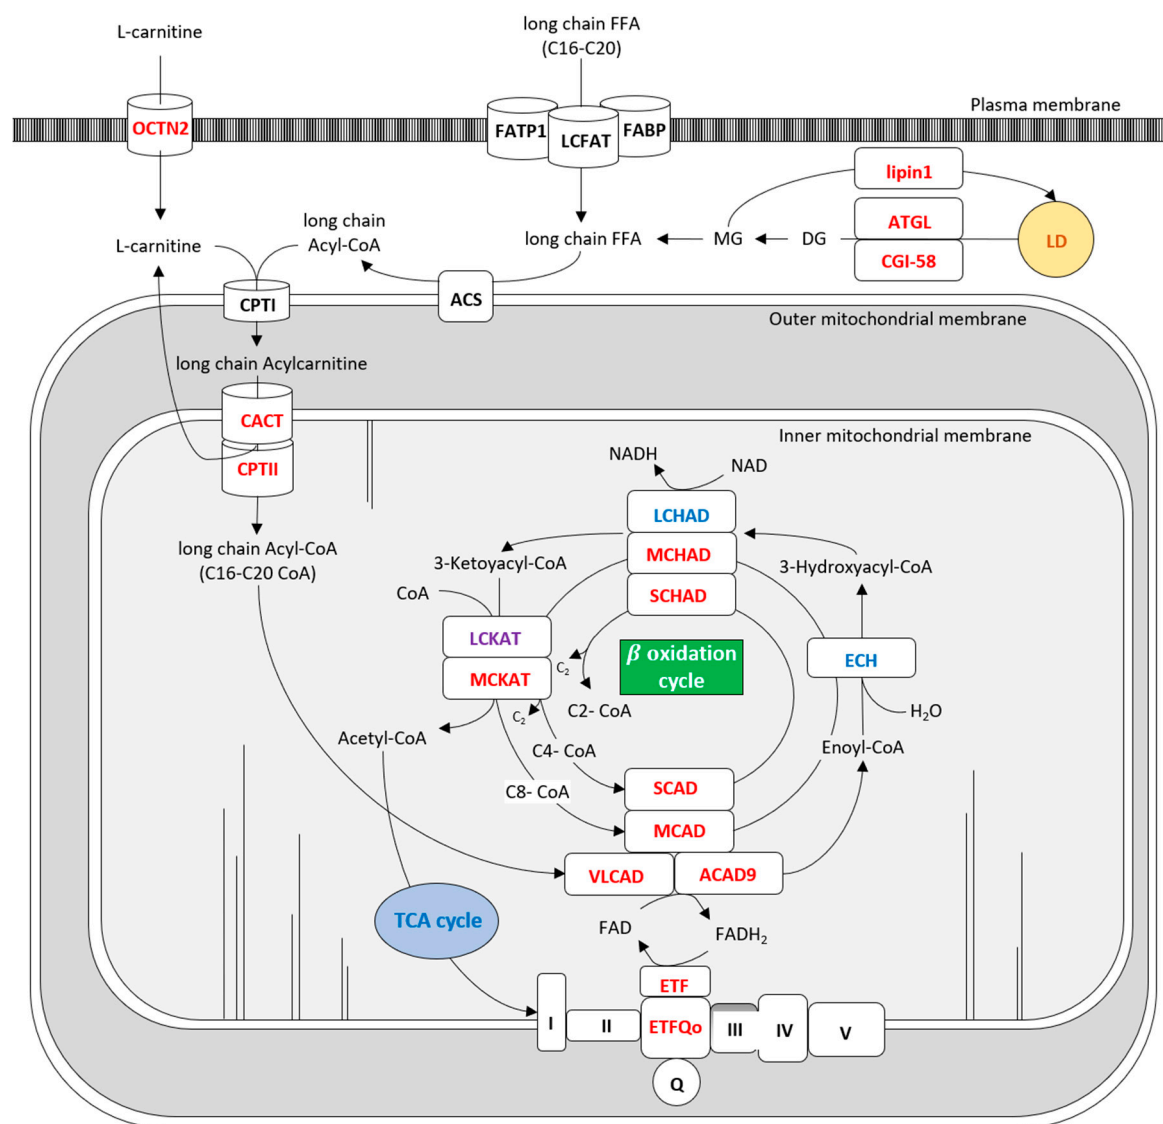 L-carnitine
long chain FFA
(C16-C20)
Plasma membrane
OCTN2
FATP1
LCFAT
FABP
lipin1
ATGL
CGI-58
LD
L-carnitine
long chain
Acyl-CoA
long chain FFA
MG
DG
CPTI
ACS
Outer mitochondrial membrane
long chain Acylcarnitine
CACT
CPTII
Inner mitochondrial membrane
NADH
NAD
LCHAD
MCHAD
SCHAD
long chain Acyl-CoA
(C16-C20 CoA)
3-Ketoacyl-CoA
3-Hydroxyacyl-CoA
CoA
LCKAT
MCKAT
C₂
C2- CoA
β oxidation
cycle
ECH
H₂O
C₂
Acetyl-CoA
C4- CoA
Enoyl-CoA
C8- CoA
SCAD
MCAD
VLCAD
ACAD9
TCA cycle
FAD
FADH₂
ETF
I
II
ETFQo
III
IV
V
Q